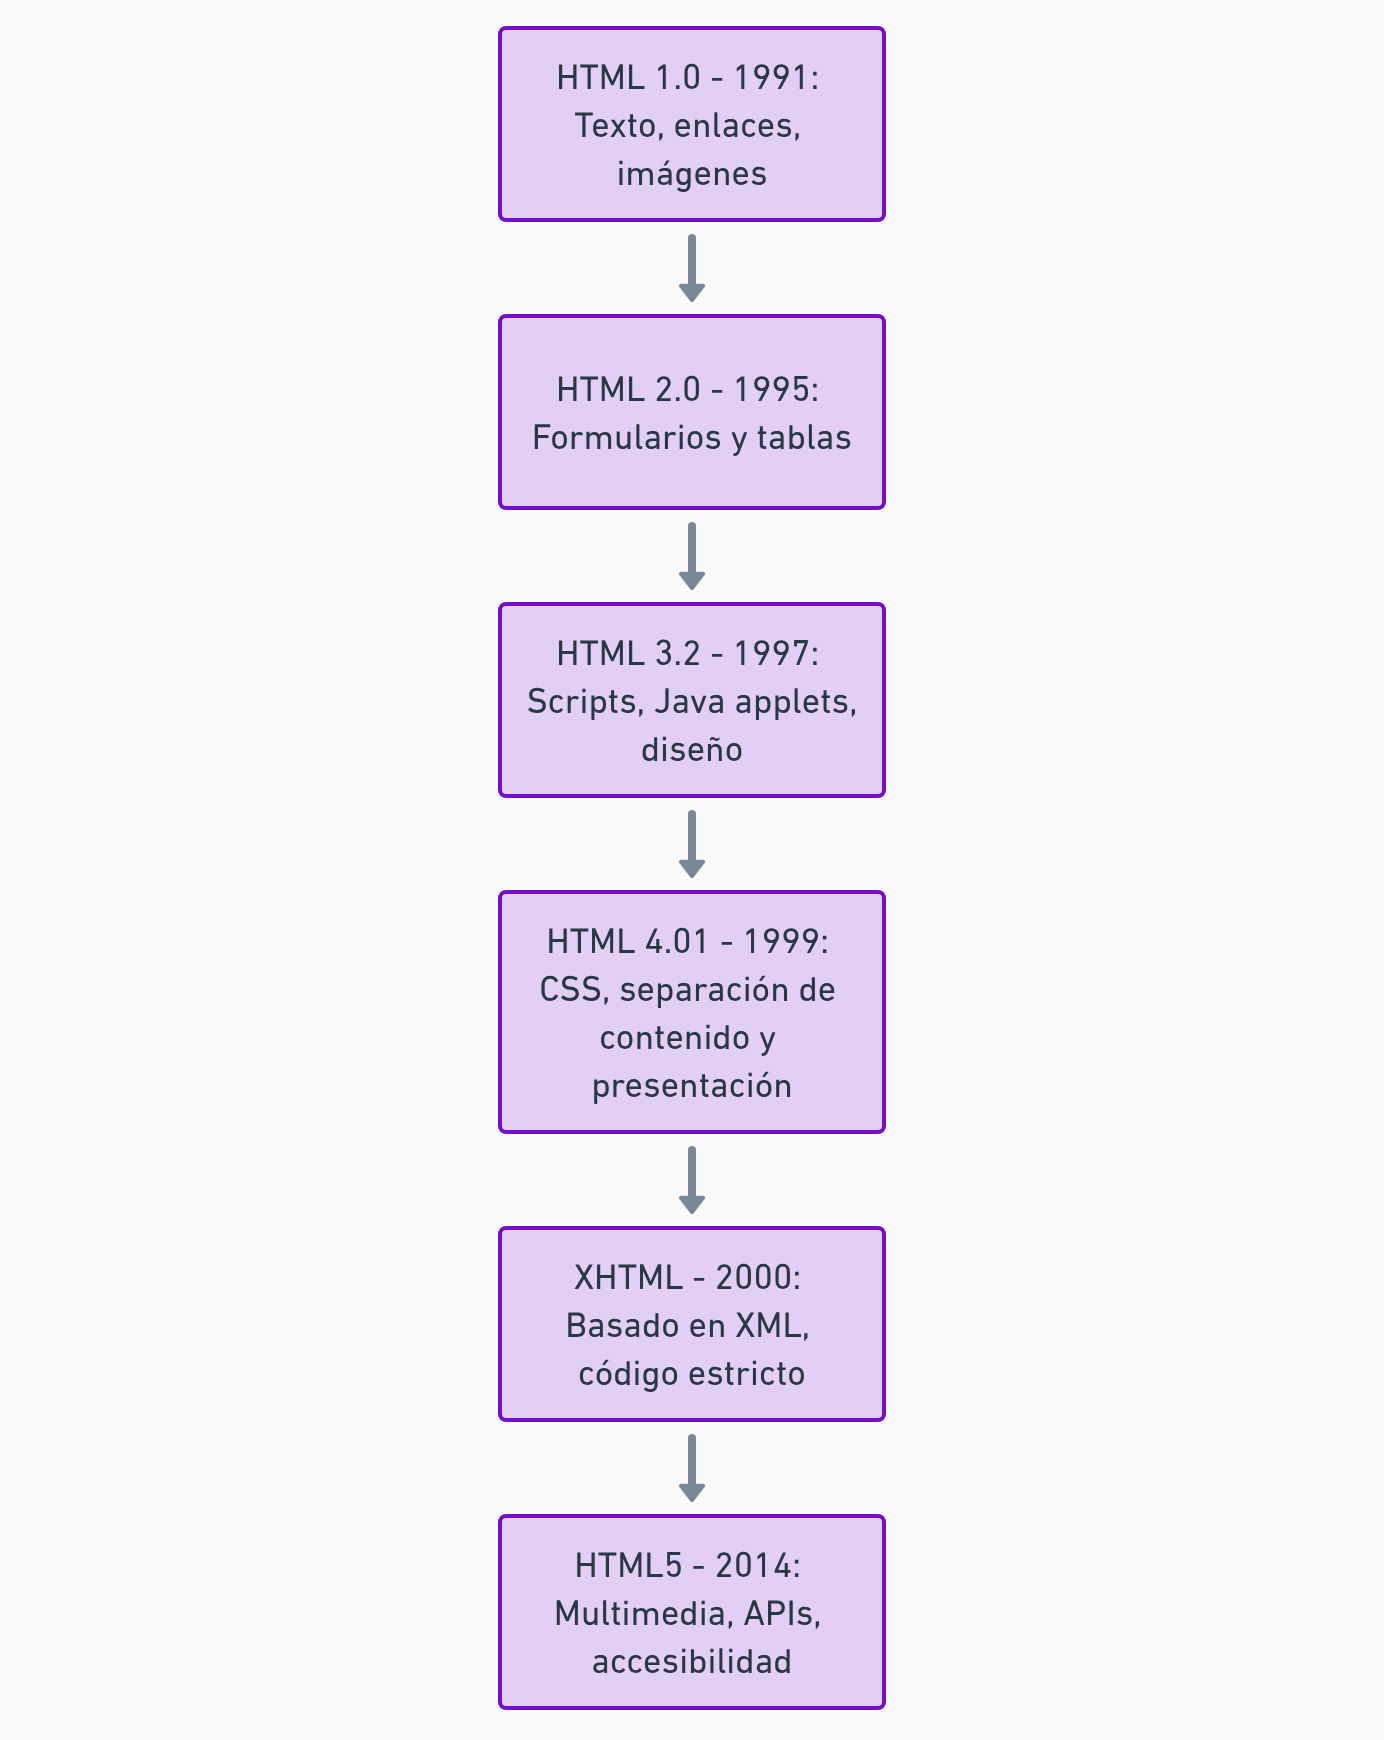 HTML 1.0 - 1991:
Texto, enlaces,
imágenes
HTML 2.0 - 1995:
Formularios y tablas
HTML 3.2 - 1997:
Scripts, Java applets,
diseño
HTML 4.01 - 1999:
CSS, separación de
contenido y
presentación
XHTML - 2000:
Basado en XML,
código estricto
HTML5 - 2014:
Multimedia, APIs,
accesibilidad